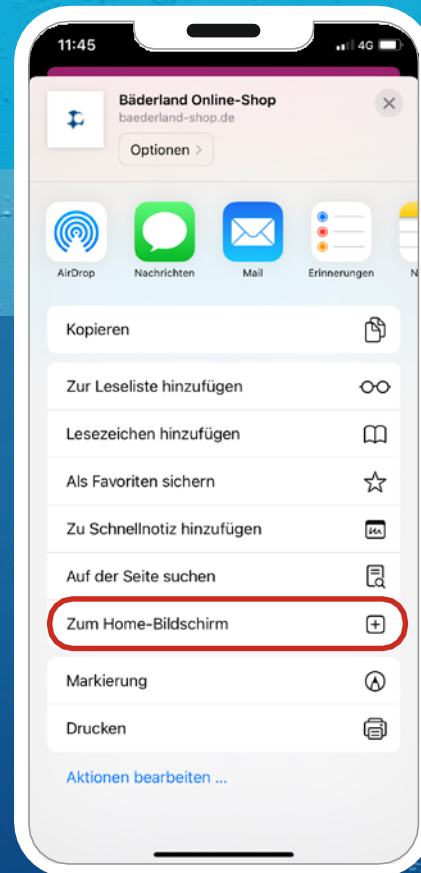 11:45
4G
Bäderland Online-Shop
baederland-shop.de
Optionen >
AirDrop
Nachrichten
Mail
Erinnerungen
N
Kopieren
Zur Leseliste hinzufügen
Lesezeichen hinzufügen
Als Favoriten sichern
Zu Schnellnotiz hinzufügen
Auf der Seite suchen
Zum Home-Bildschirm
Markierung
Drucken
Aktionen bearbeiten ...